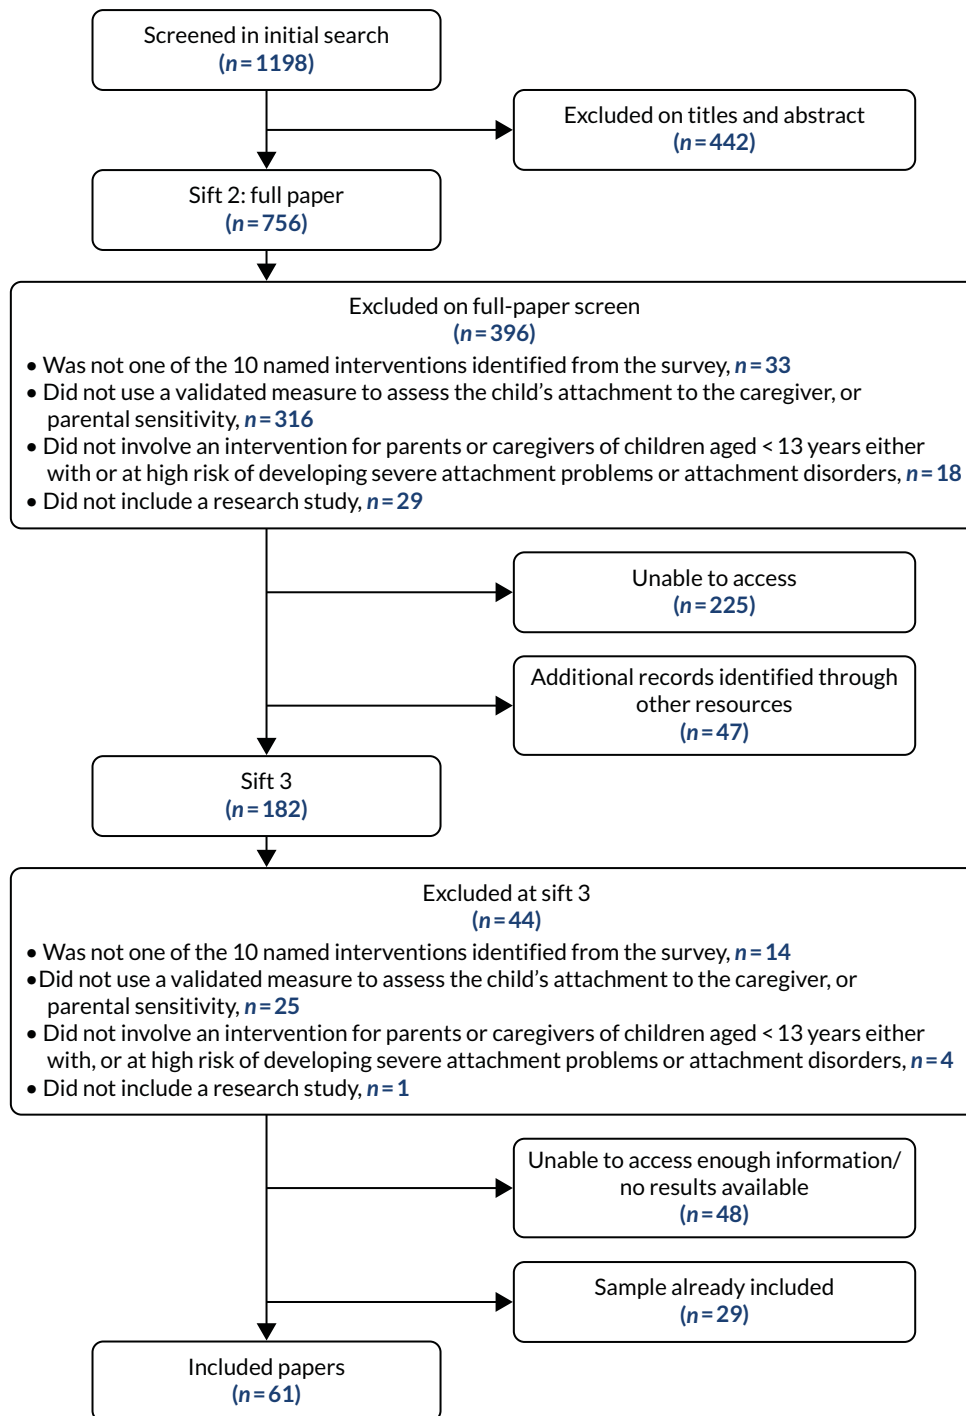 Screened in initial search
(n=1198)
Excluded on titles and abstract
(n=442)
Sift 2: full paper
(n=756)
Excluded on full-paper screen
(n=396)
• Was not one of the 10 named interventions identified from the survey, n=33
• Did not use a validated measure to assess the child’s attachment to the caregiver, or
parental sensitivity, n=316
• Did not involve an intervention for parents or caregivers of children aged < 13 years either
with or at high risk of developing severe attachment problems or attachment disorders, n=18
• Did not include a research study, n=29
Unable to access
(n=225)
Additional records identified through
other resources
(n=47)
Sift 3
(n=182)
Excluded at sift 3
(n=44)
• Was not one of the 10 named interventions identified from the survey, n=14
•Did not use a validated measure to assess the child’s attachment to the caregiver, or
parental sensitivity, n=25
• Did not involve an intervention for parents or caregivers of children aged < 13 years either
with, or at high risk of developing severe attachment problems or attachment disorders, n=4
• Did not include a research study, n=1
Unable to access enough information/
no results available
(n=48)
Sample already included
(n=29)
Included papers
(n=61)